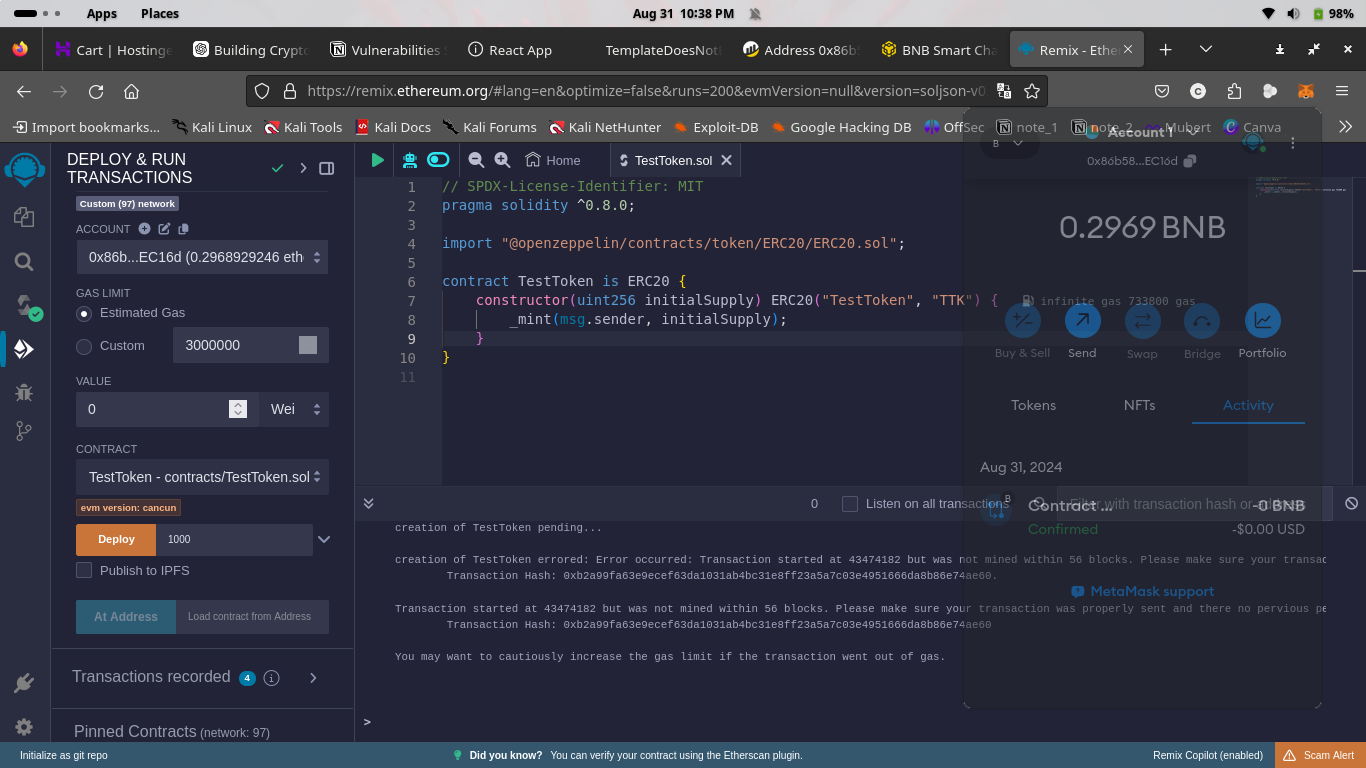 Apps Places Aug 31 10:38 PM 98%
Cart | Hostinge Building Crypto Vulnerabilities S React App TemplateDoesNotE Address 0x86b5 BNB Smart Cha Remix - Ethe
https://remix.ethereum.org/#lang=en&optimize=false&runs=200&evmVersion=null&version=soljson-v0
Import bookmarks... Kali Linux Kali Tools Kali Docs Kali Forums Kali NetHunter Exploit-DB Google Hacking DB OffSec note_1 note_2 Mubert Canva
DEPLOY & RUN
TRANSACTIONS
Custom (97) network
ACCOUNT
0x86b...EC16d (0.2968929246 eth
GAS LIMIT
Estimated Gas
Custom 3000000
VALUE
0 Wei
CONTRACT
TestToken - contracts/TestToken.sol
evm version: cancun
Deploy 1000
Publish to IPFS
At Address Load contract from Address
Transactions recorded 4 i
Pinned Contracts (network: 97)
Home TestToken.sol
1 // SPDX-License-Identifier: MIT
2 pragma solidity ^0.8.0;
3
4 import "@openzeppelin/contracts/token/ERC20/ERC20.sol";
5
6 contract TestToken is ERC20 {
7 constructor(uint256 initialSupply) ERC20("TestToken", "TTK") { infinite gas 733800 gas
8 _mint(msg.sender, initialSupply);
9 }
10 }
11
0 Listen on all transactions Filter with transaction hash or address
creation of TestToken pending...
creation of TestToken errored: Error occurred: Transaction started at 43474182 but was not mined within 56 blocks. Please make sure your transac
Transaction Hash: 0xb2a99fa63e9ecef63da1031ab4bc31e8ff23a5a7c03e4951666da8b86e74ae60.
Transaction started at 43474182 but was not mined within 56 blocks. Please make sure your transaction was properly sent and there no pervious pe
Transaction Hash: 0xb2a99fa63e9ecef63da1031ab4bc31e8ff23a5a7c03e4951666da8b86e74ae60
You may want to cautiously increase the gas limit if the transaction went out of gas.
>
B Account 1
0x86b58...EC16d
0.2969 BNB
Buy & Sell Send Swap Bridge Portfolio
Tokens NFTs Activity
Aug 31, 2024
B Contract ... -0 BNB
Confirmed -$0.00 USD
MetaMask support
Initialize as git repo Did you know? You can verify your contract using the Etherscan plugin. Remix Copilot (enabled) Scam Alert